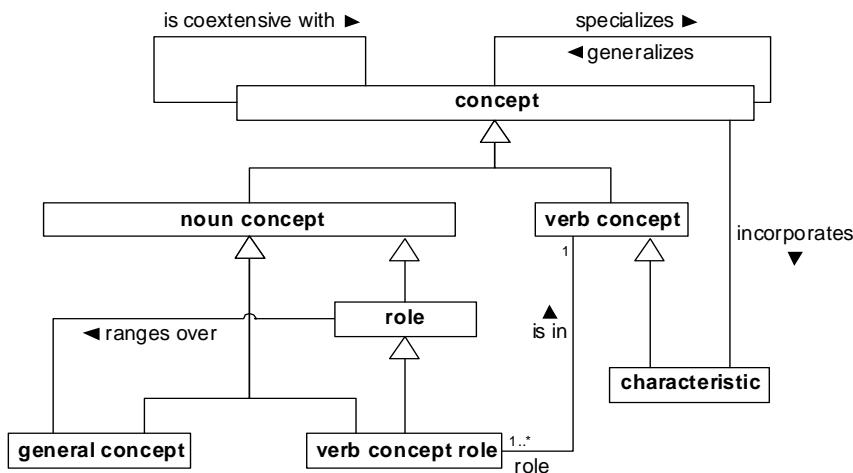 is coextensive with ►
specializes ►
◄ generalizes
concept
noun concept
verb concept
incorporates
▼
1
role
◄ ranges over
▲
is in
characteristic
general concept
verb concept role
1..*
role